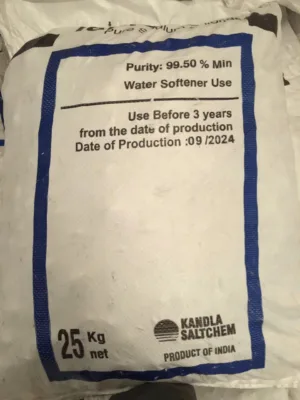 Purity: 99.50 % Min
Water Softener Use
Use Before 3 years
from the date of production
Date of Production :09 /2024
25 Kg
net
KANDLA
SALTCHEM
PRODUCT OF INDIA